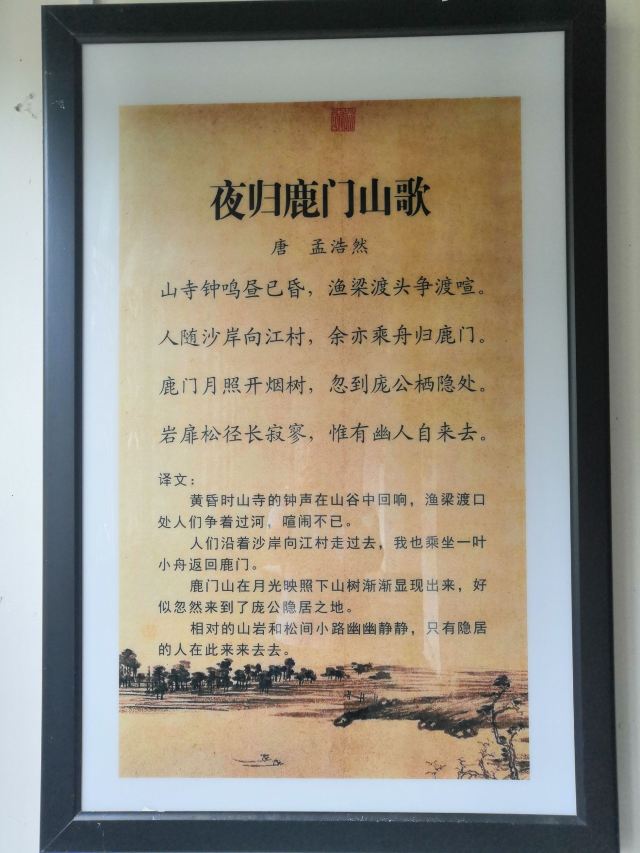 夜归鹿门山歌
唐 孟浩然
山寺钟鸣昼已昏，渔梁渡头争渡喧。
人随沙岸向江村，余亦乘舟归鹿门。
鹿门月照开烟树，忽到庞公栖隐处。
岩扉松径长寂寥，惟有幽人自来去。
译文：
黄昏时山寺的钟声在山谷中回响，渔梁渡口
处人们争着过河，喧闹不已。
人们沿着沙岸向江村走过去，我也乘坐一叶
小舟返回鹿门。
鹿门山在月光映照下山树渐渐显现出来，好
似忽然来到了庞公隐居之地。
相对的山岩和松间小路幽幽静静，只有隐居
的人在此来来去去。